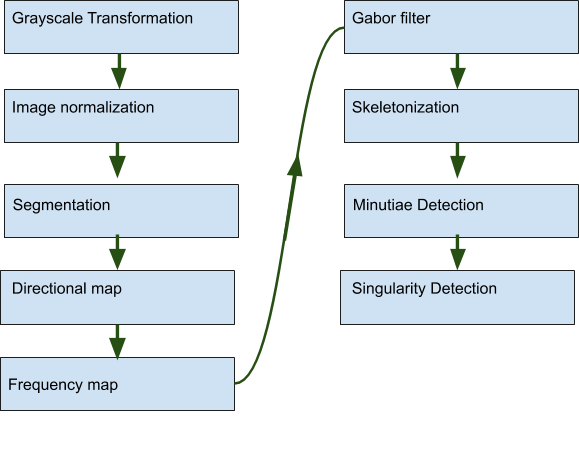 Grayscale Transformation
Image normalization
Segmentation
Directional map
Frequency map
Gabor filter
Skeletonization
Minutiae Detection
Singularity Detection